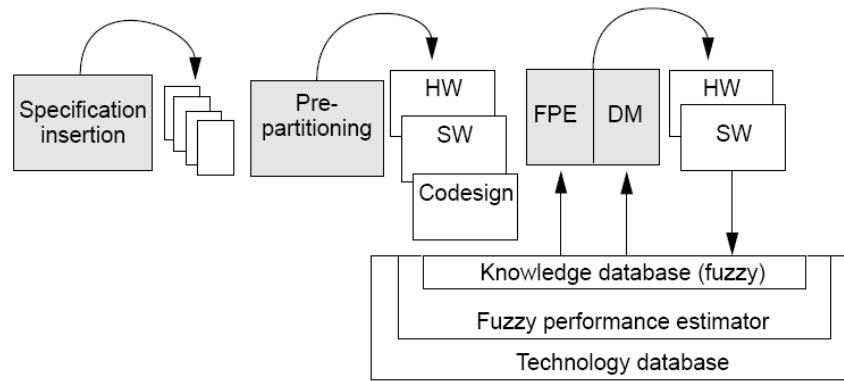 Specification
insertion
Pre-
partitioning
HW
SW
Codesign
FPE
DM
HW
SW
Knowledge database (fuzzy)
Fuzzy performance estimator
Technology database